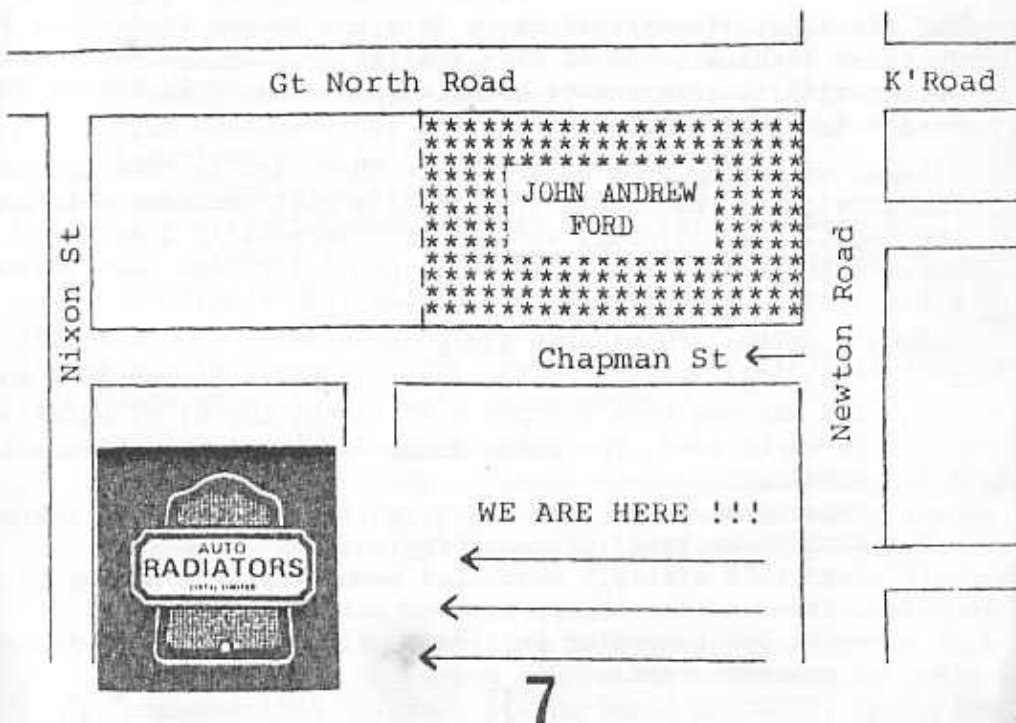 Gt North Road
K'Road
JOHN ANDREW
FORD
Nixon St
Newton Road
Chapman St ←
WE ARE HERE !!!
AUTO
RADIATORS
LIMITED
7